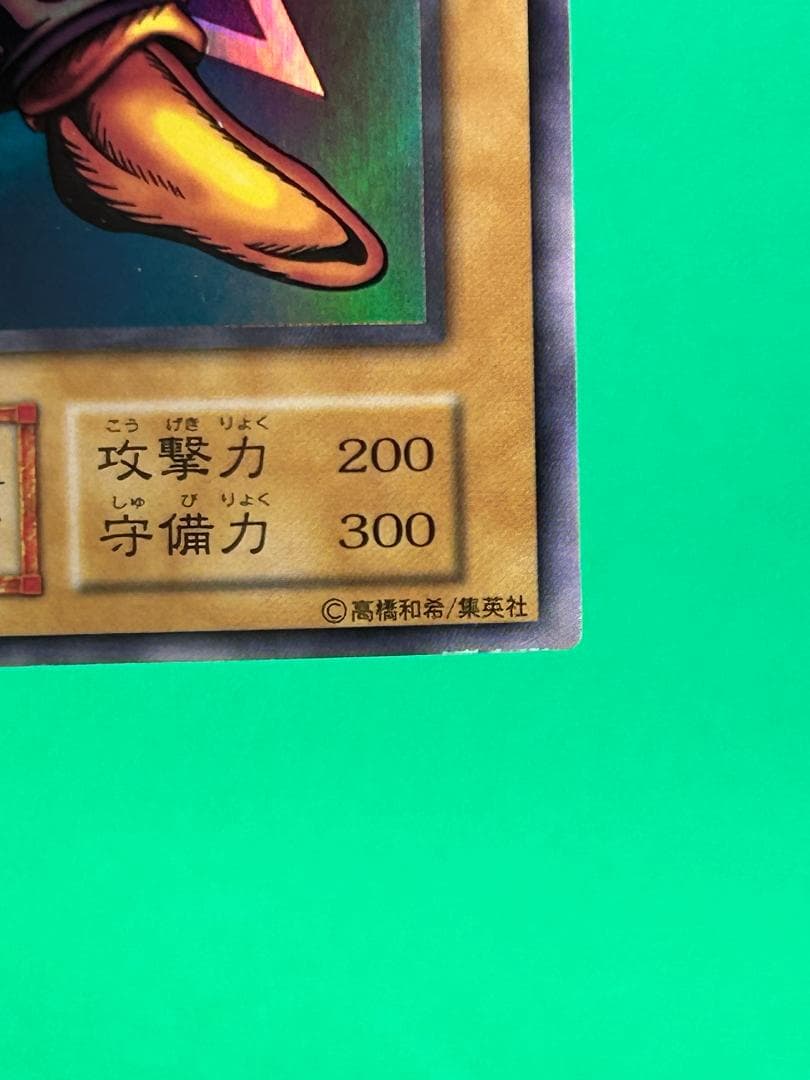 こう げき りょく
攻撃力 200
しゅ び りょく
守備力 300
©高橋和希/集英社